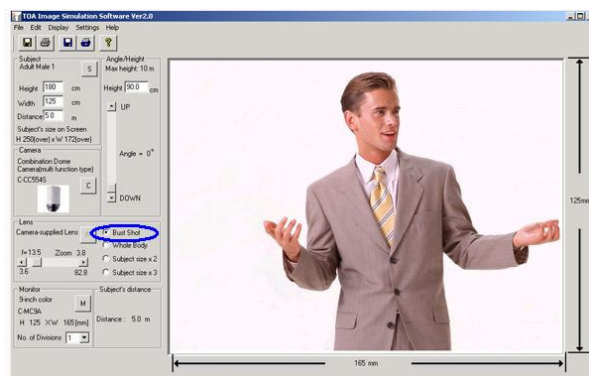 TOA Image Simulation Software Ver2.0
File Edit Display Settings Help
Subject
Adult Male 1 S
Height 180 cm
Width 125 cm
Distance 5.0 m
Subject's size on Screen
H 250(over) x W 172(over)
Angle/Height
Max height: 10 m
Height 90.0 cm
UP
Angle = 0°
DOWN
Camera
Combination Dome
Camera(multi function type)
C-CC554S C
Lens
Camera-supplied Lens
f=13.5 Zoom 3.8
3.6 82.8
Bust Shot
Whole Body
Subject size x 2
Subject size x 3
Monitor
9-inch color M
C-MC9A
H 125 X W 165[mm]
No. of Divisions 1
Subject's distance
Distance : 5.0 m
125mm
165 mm